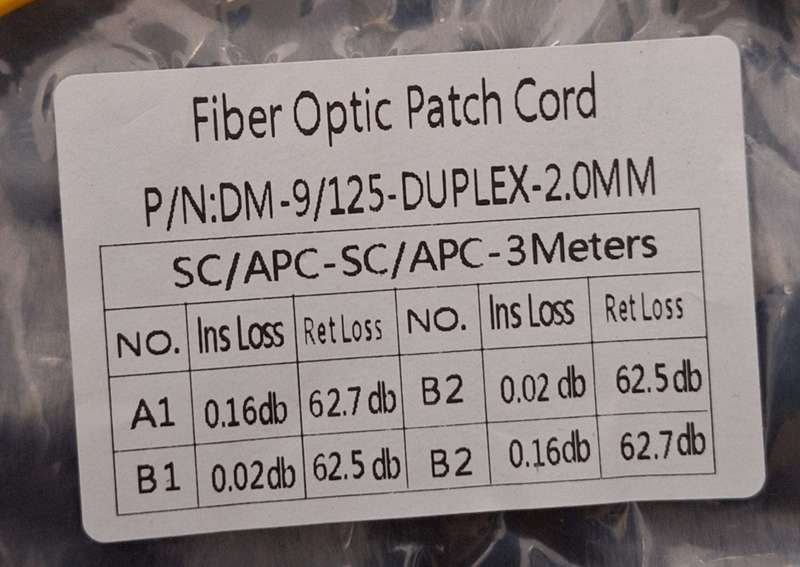 Fiber Optic Patch Cord
P/N:DM-9/125-DUPLEX-2.0MM
SC/APC-SC/APC-3Meters
NO. Ins Loss Ret Loss NO. Ins Loss Ret Loss
A1 0.16db 62.7 db B2 0.02 db 62.5 db
B1 0.02db 62.5 db B2 0.16db 62.7db